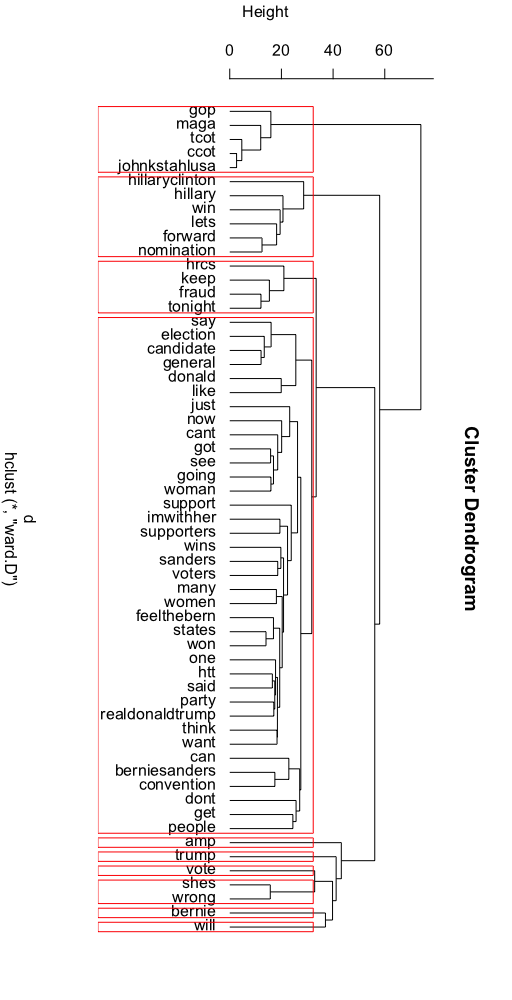 Height
0 20 40 60
gop
maga
tcot
ccot
johnkstahlusa
hillaryclinton
hillary
win
lets
forward
nomination
hrcs
keep
fraud
tonight
say
election
candidate
general
donald
like
just
now
cant
got
see
going
woman
support
imwithher
supporters
wins
sanders
voters
many
women
feelthebern
states
won
one
htt
said
party
realdonaldtrump
think
want
can
berniesanders
convention
dont
get
people
amp
trump
vote
shes
wrong
bernie
will
Cluster Dendrogram
d
hclust (*, "ward.D")